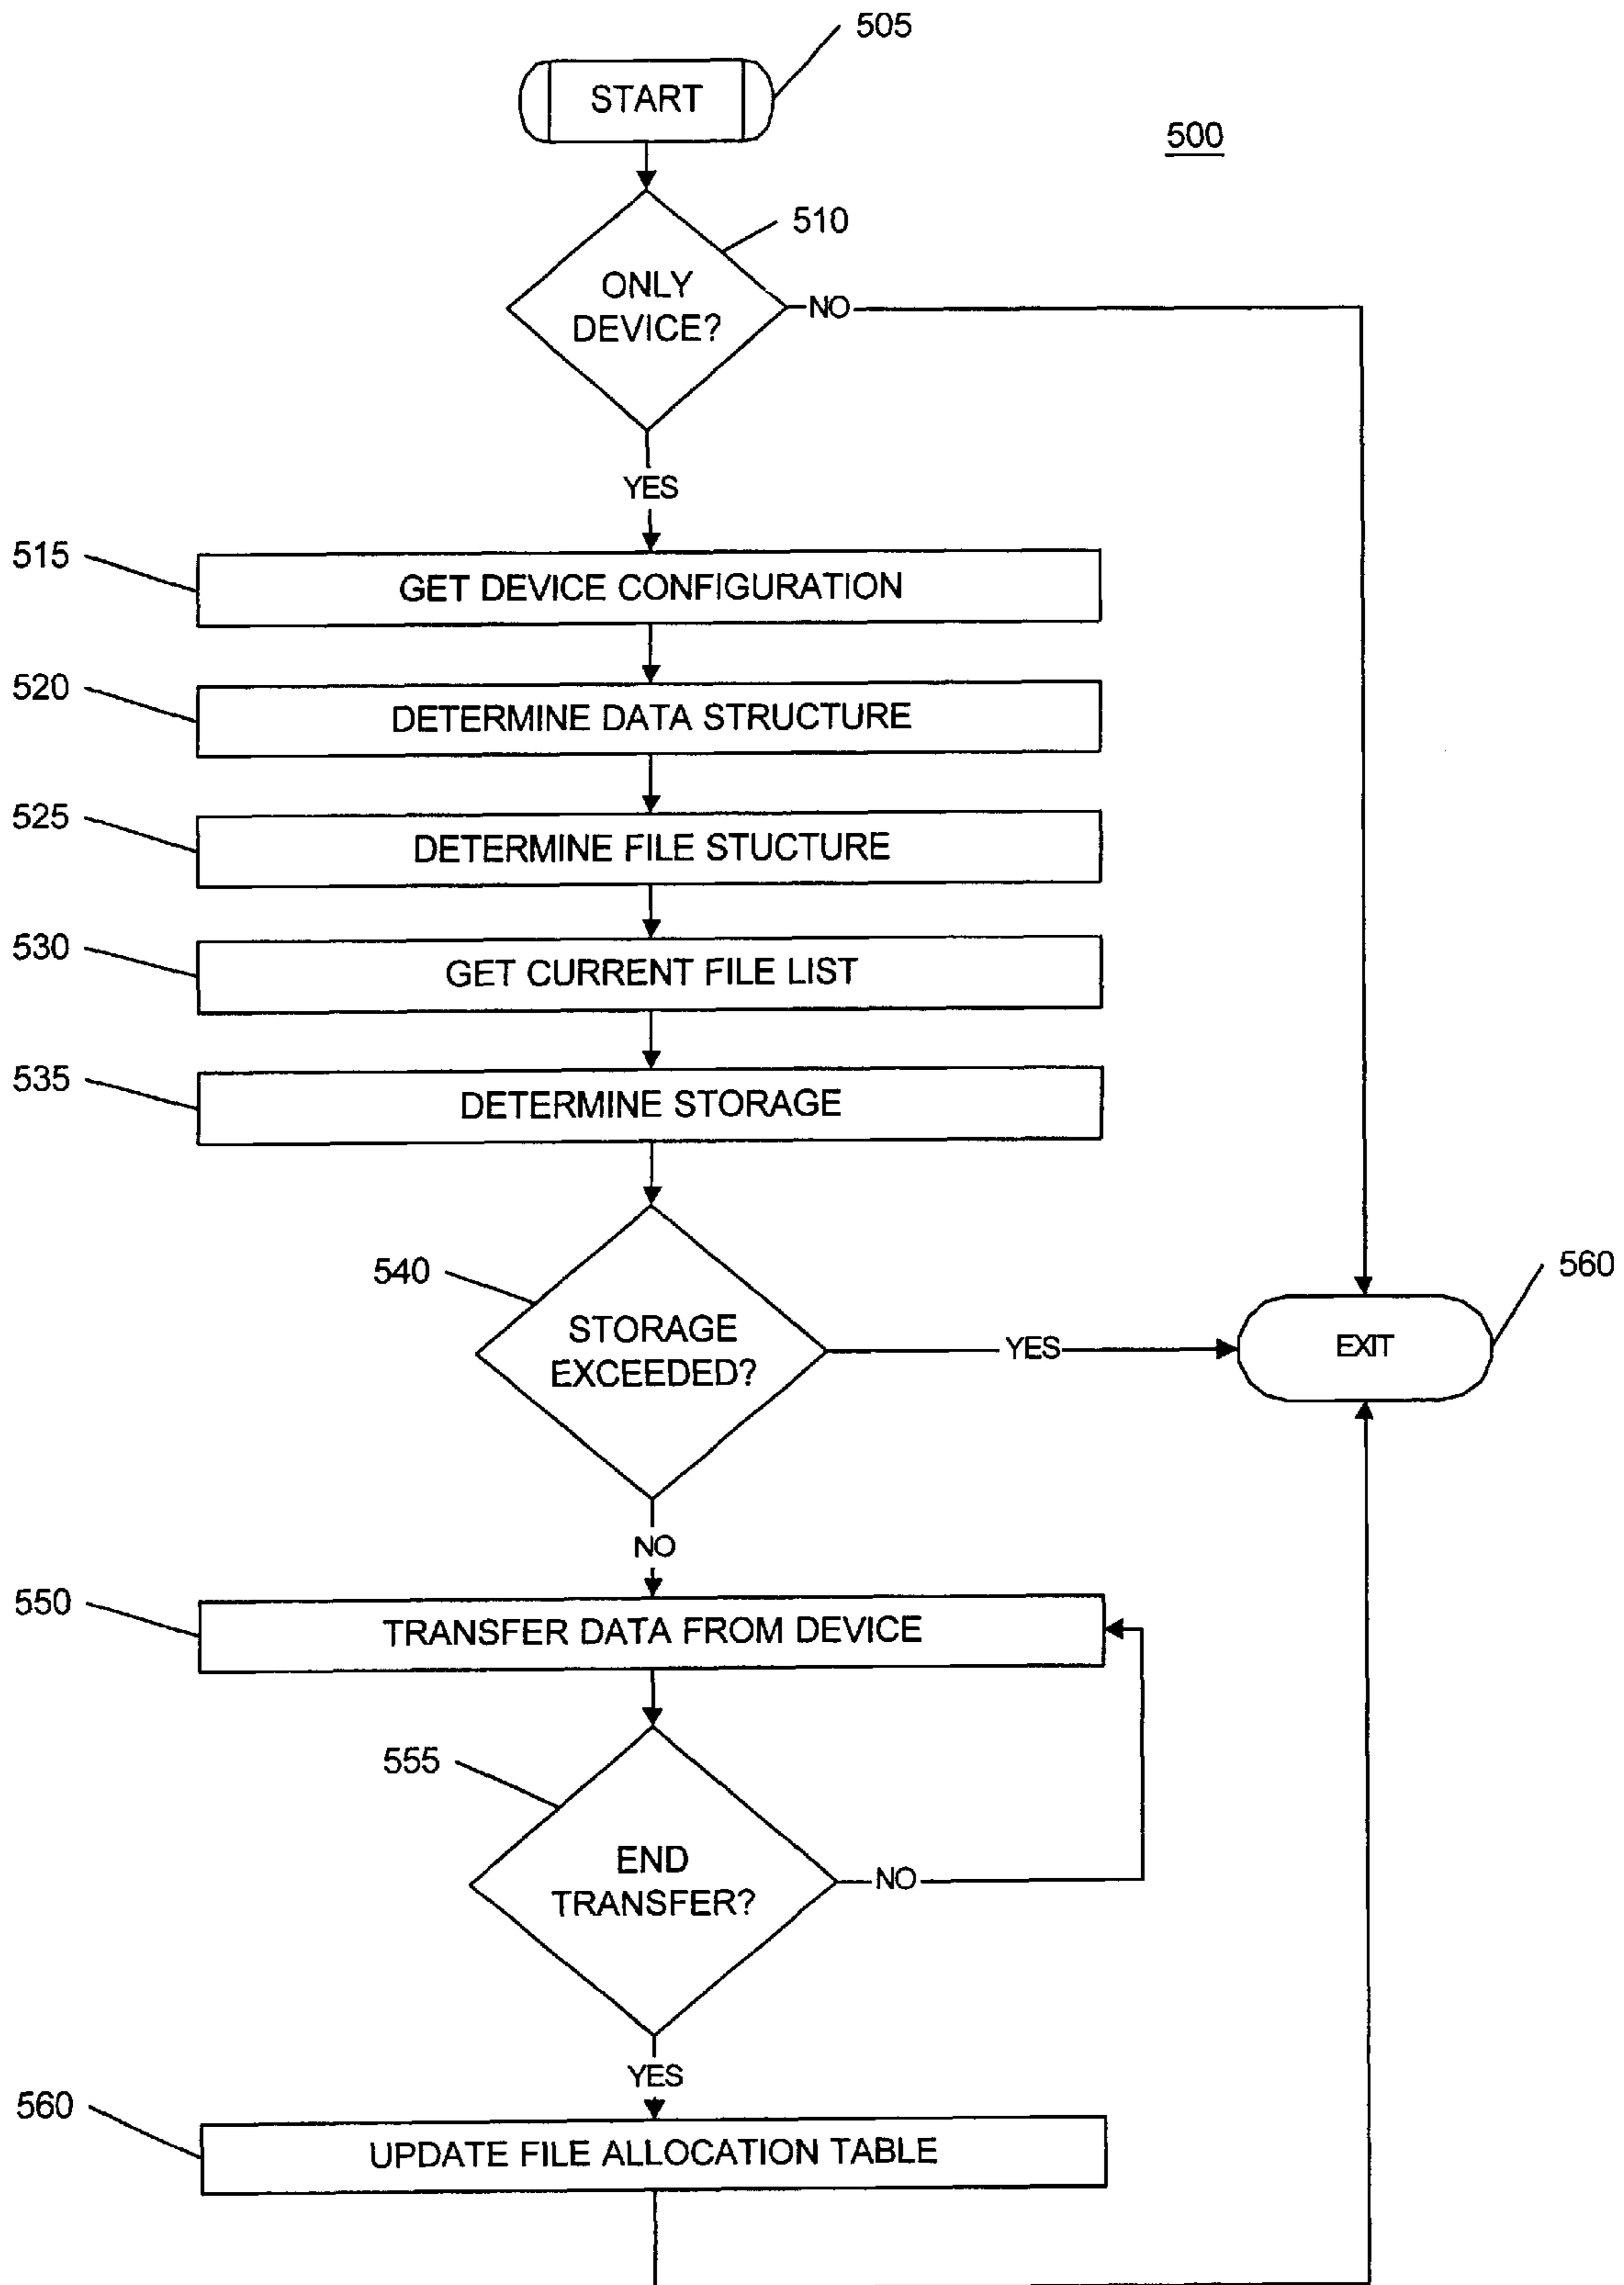 505
START
500
510
ONLY
DEVICE?
NO
YES
515
GET DEVICE CONFIGURATION
520
DETERMINE DATA STRUCTURE
525
DETERMINE FILE STUCTURE
530
GET CURRENT FILE LIST
535
DETERMINE STORAGE
540
STORAGE
EXCEEDED?
YES
EXIT
560
NO
550
TRANSFER DATA FROM DEVICE
555
END
TRANSFER?
NO
YES
560
UPDATE FILE ALLOCATION TABLE